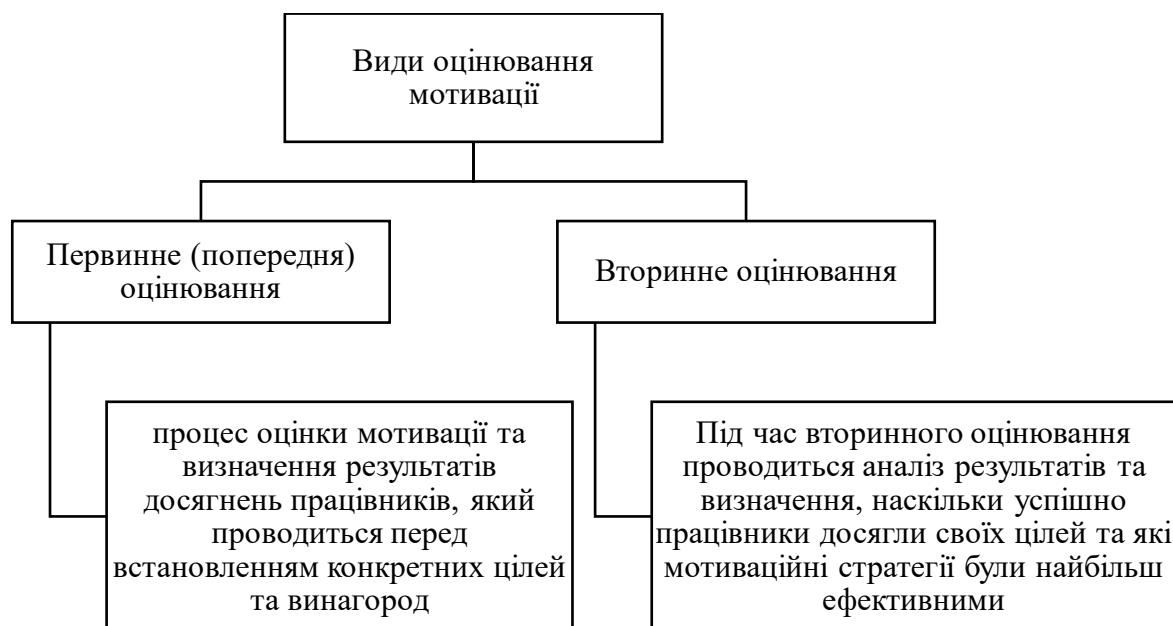 Види оцінювання
мотивації
Первинне (попередня)
оцінювання
Вторинне оцінювання
процес оцінки мотивації та
визначення результатів
досягнень працівників, який
проводиться перед
встановленням конкретних цілей
та винагород
Під час вторинного оцінювання
проводиться аналіз результатів та
визначення, наскільки успішно
працівники досягли своїх цілей та які
мотиваційні стратегії були найбільш
ефективними